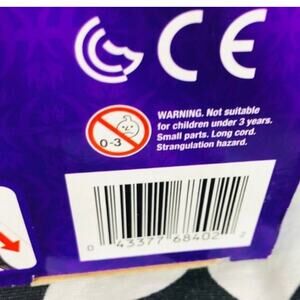 CE
WARNING. Not suitable
for children under 3 years.
Small parts. Long cord.
Strangulation hazard.
0-3
0 43377 68402 2